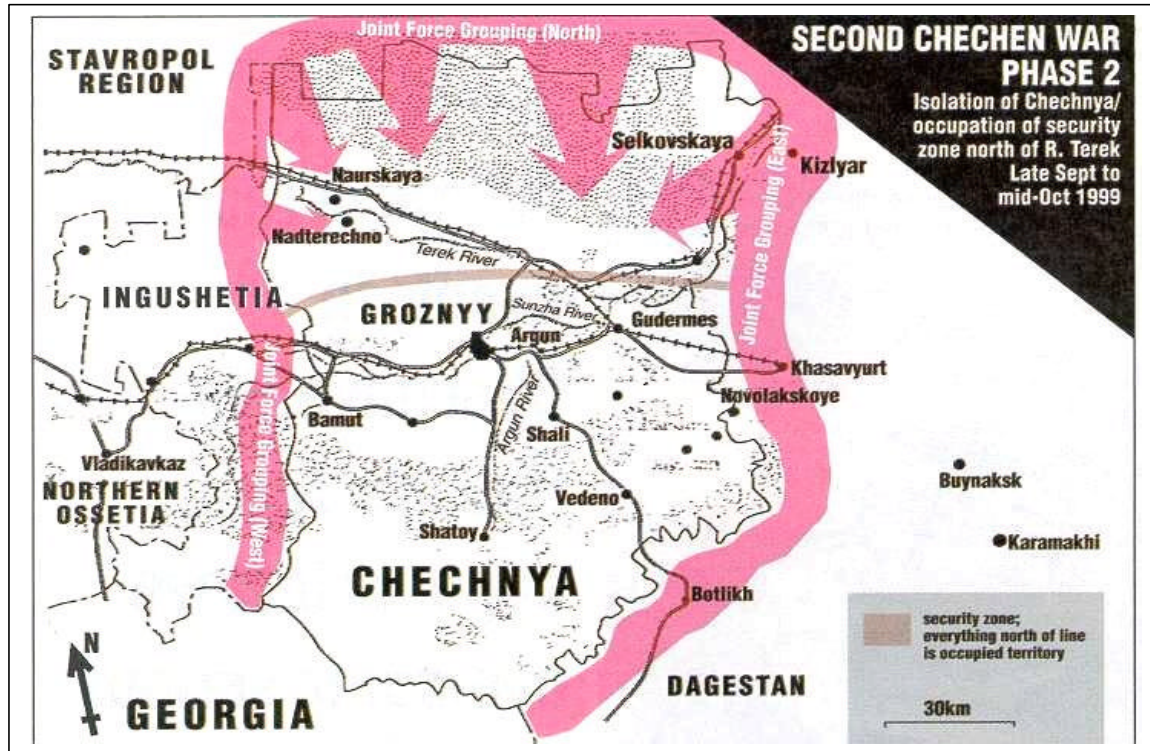 Joint Force Grouping (North)
SECOND CHECHEN WAR
PHASE 2
Isolation of Chechnya/
occupation of security
zone north of R. Terek
Late Sept to
mid-Oct 1999
STAVROPOL
REGION
Selkovskaya
Kizlyar
Naurskaya
Nadterechno
Terek River
Joint Force Grouping (East)
INGUSHETIA
GROZNYY
Sunzha River
Gudermes
Argun
Khasavyurt
Novolakskoye
Joint Force Grouping (West)
Bamut
Argun River
Shali
Vladikavkaz
NORTHERN
OSSETIA
Vedeno
Buynaksk
Shatoy
Karamakhi
CHECHNYA
Botlikh
security zone;
everything north of line
is occupied territory
N
DAGESTAN
GEORGIA
30km